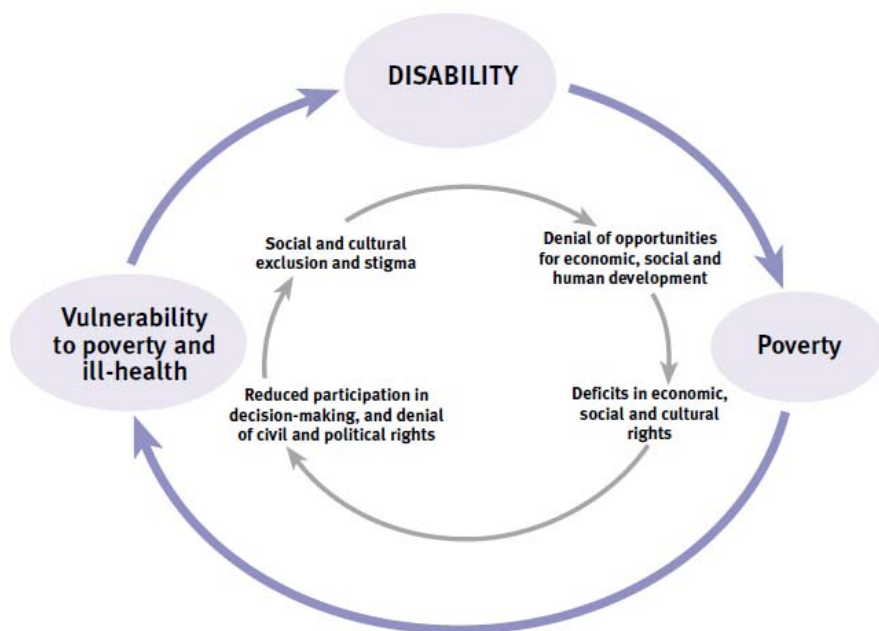 DISABILITY
Social and cultural
exclusion and stigma
Denial of opportunities
for economic, social and
human development
Vulnerability
to poverty and
ill-health
Poverty
Reduced participation in
decision-making, and denial
of civil and political rights
Deficits in economic,
social and cultural
rights